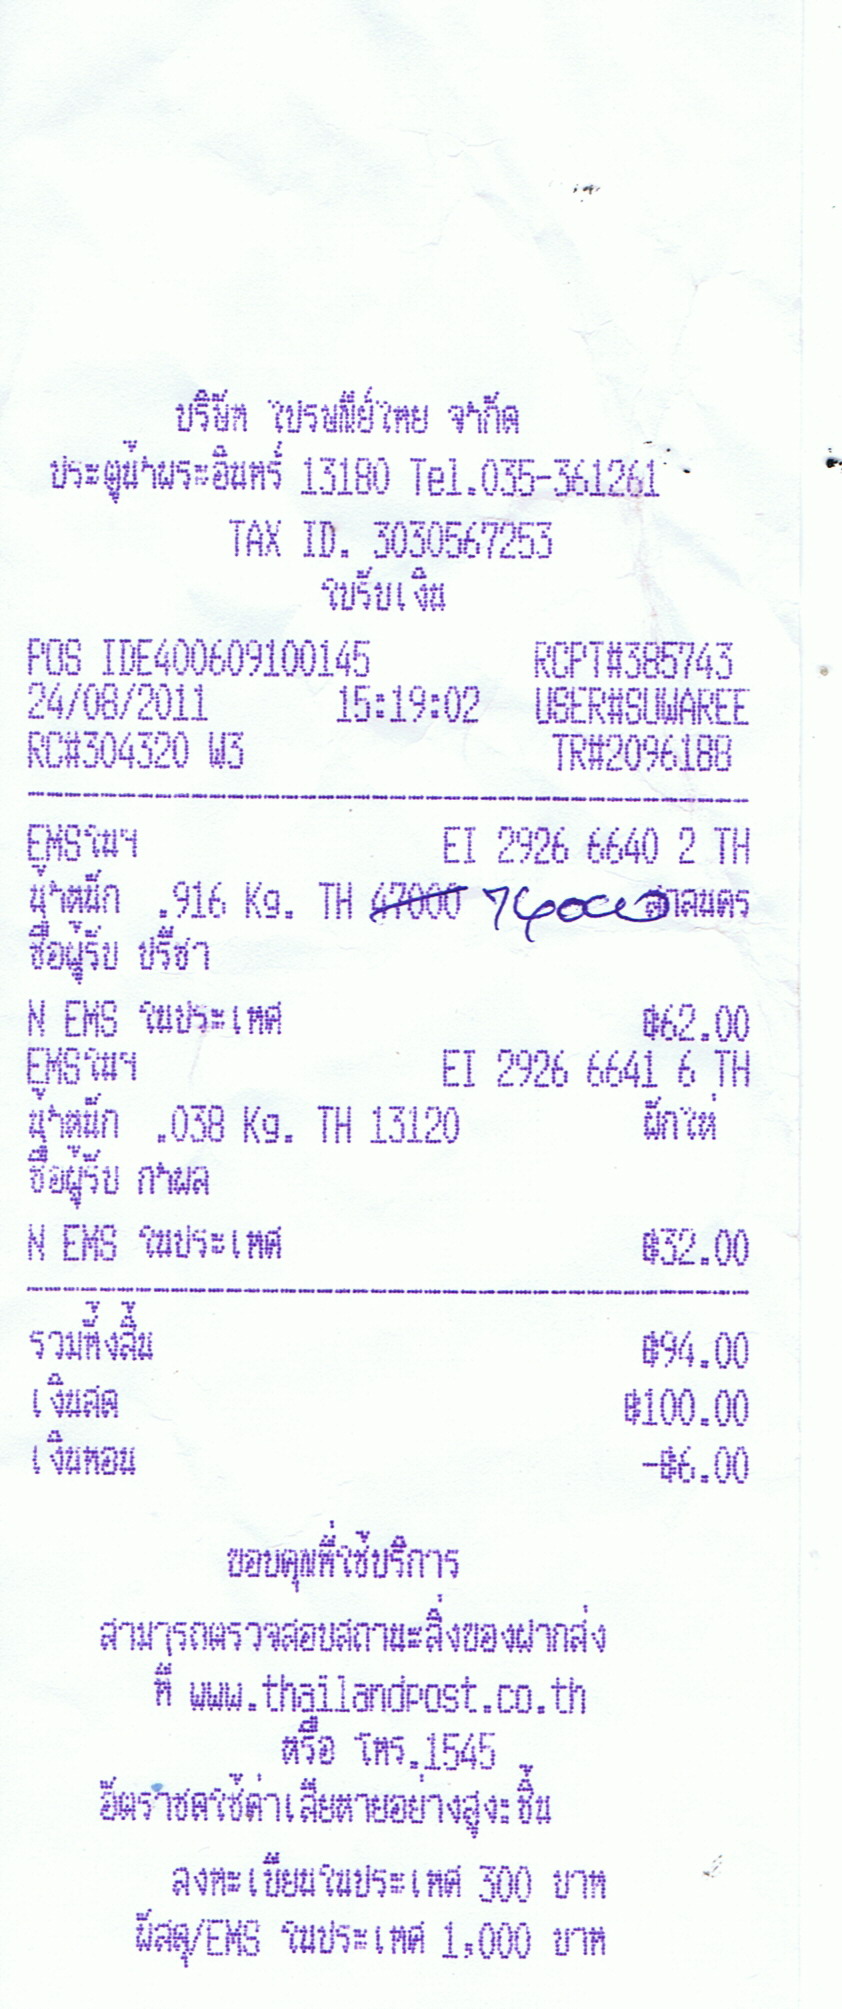 บริษัท ไปรษณีย์ไทย จำกัด
ประตูน้ำพระอินทร์ 13180 Tel.035-361261
TAX ID. 3030567253
ใบรับเงิน
POS IDE400609100145 RCPT#385743
24/08/2011 15:19:02 USER#SUWAREE
RC#304320 W3 TR#2096188
EMSในฯ EI 2926 6640 2 TH
น้ำหนัก .916 Kg. TH 47000 74000 สกลนคร
ชื่อผู้รับ ปรีชา
N EMS ในประเทศ ฿62.00
EMSในฯ EI 2926 6641 6 TH
น้ำหนัก .038 Kg. TH 13120 ผักไห่
ชื่อผู้รับ กำผล
N EMS ในประเทศ ฿32.00
รวมทั้งสิ้น ฿94.00
เงินสด ฿100.00
เงินทอน -฿6.00
ขอบคุณที่ใช้บริการ
สามารถตรวจสอบสถานะสิ่งของฝากส่ง
ที่ www.thailandpost.co.th
หรือ โทร.1545
อัตราชดใช้ค่าเสียหายอย่างสูงะชิ้น
ลงทะเบียนในประเทศ 300 บาท
พัสดุ/EMS ในประเทศ 1,000 บาท